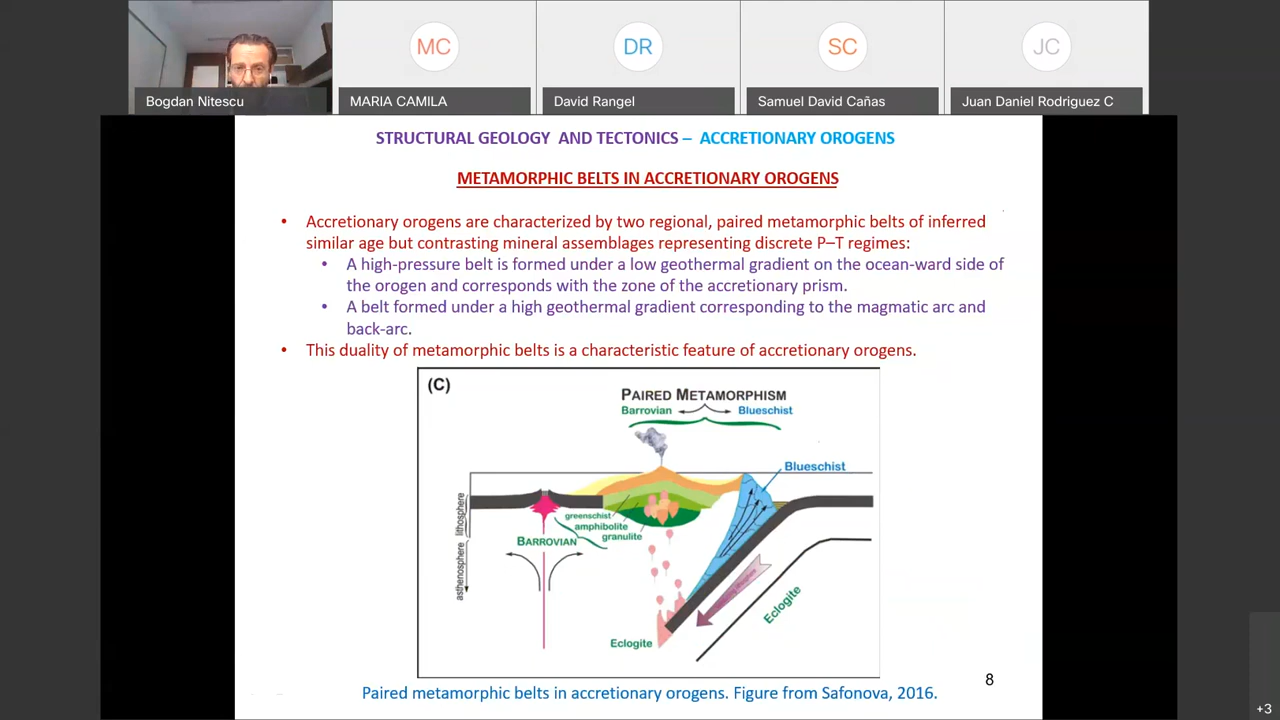 MC
DR
SC
JC
Bogdan Nitescu
MARIA CAMILA
David Rangel
Samuel David Cañas
Juan Daniel Rodriguez C
STRUCTURAL GEOLOGY AND TECTONICS – ACCRETIONARY OROGENS
METAMORPHIC BELTS IN ACCRETIONARY OROGENS
• Accretionary orogens are characterized by two regional, paired metamorphic belts of inferred
similar age but contrasting mineral assemblages representing discrete P–T regimes:
• A high-pressure belt is formed under a low geothermal gradient on the ocean-ward side of
the orogen and corresponds with the zone of the accretionary prism.
• A belt formed under a high geothermal gradient corresponding to the magmatic arc and
back-arc.
• This duality of metamorphic belts is a characteristic feature of accretionary orogens.
(C)
PAIRED METAMORPHISM
Barrovian Blueschist
Blueschist
lithosphere
asthenosphere
greenschist
amphibolite
granulite
BARROVIAN
Eclogite
Eclogite
8
Paired metamorphic belts in accretionary orogens. Figure from Safonova, 2016.
+3